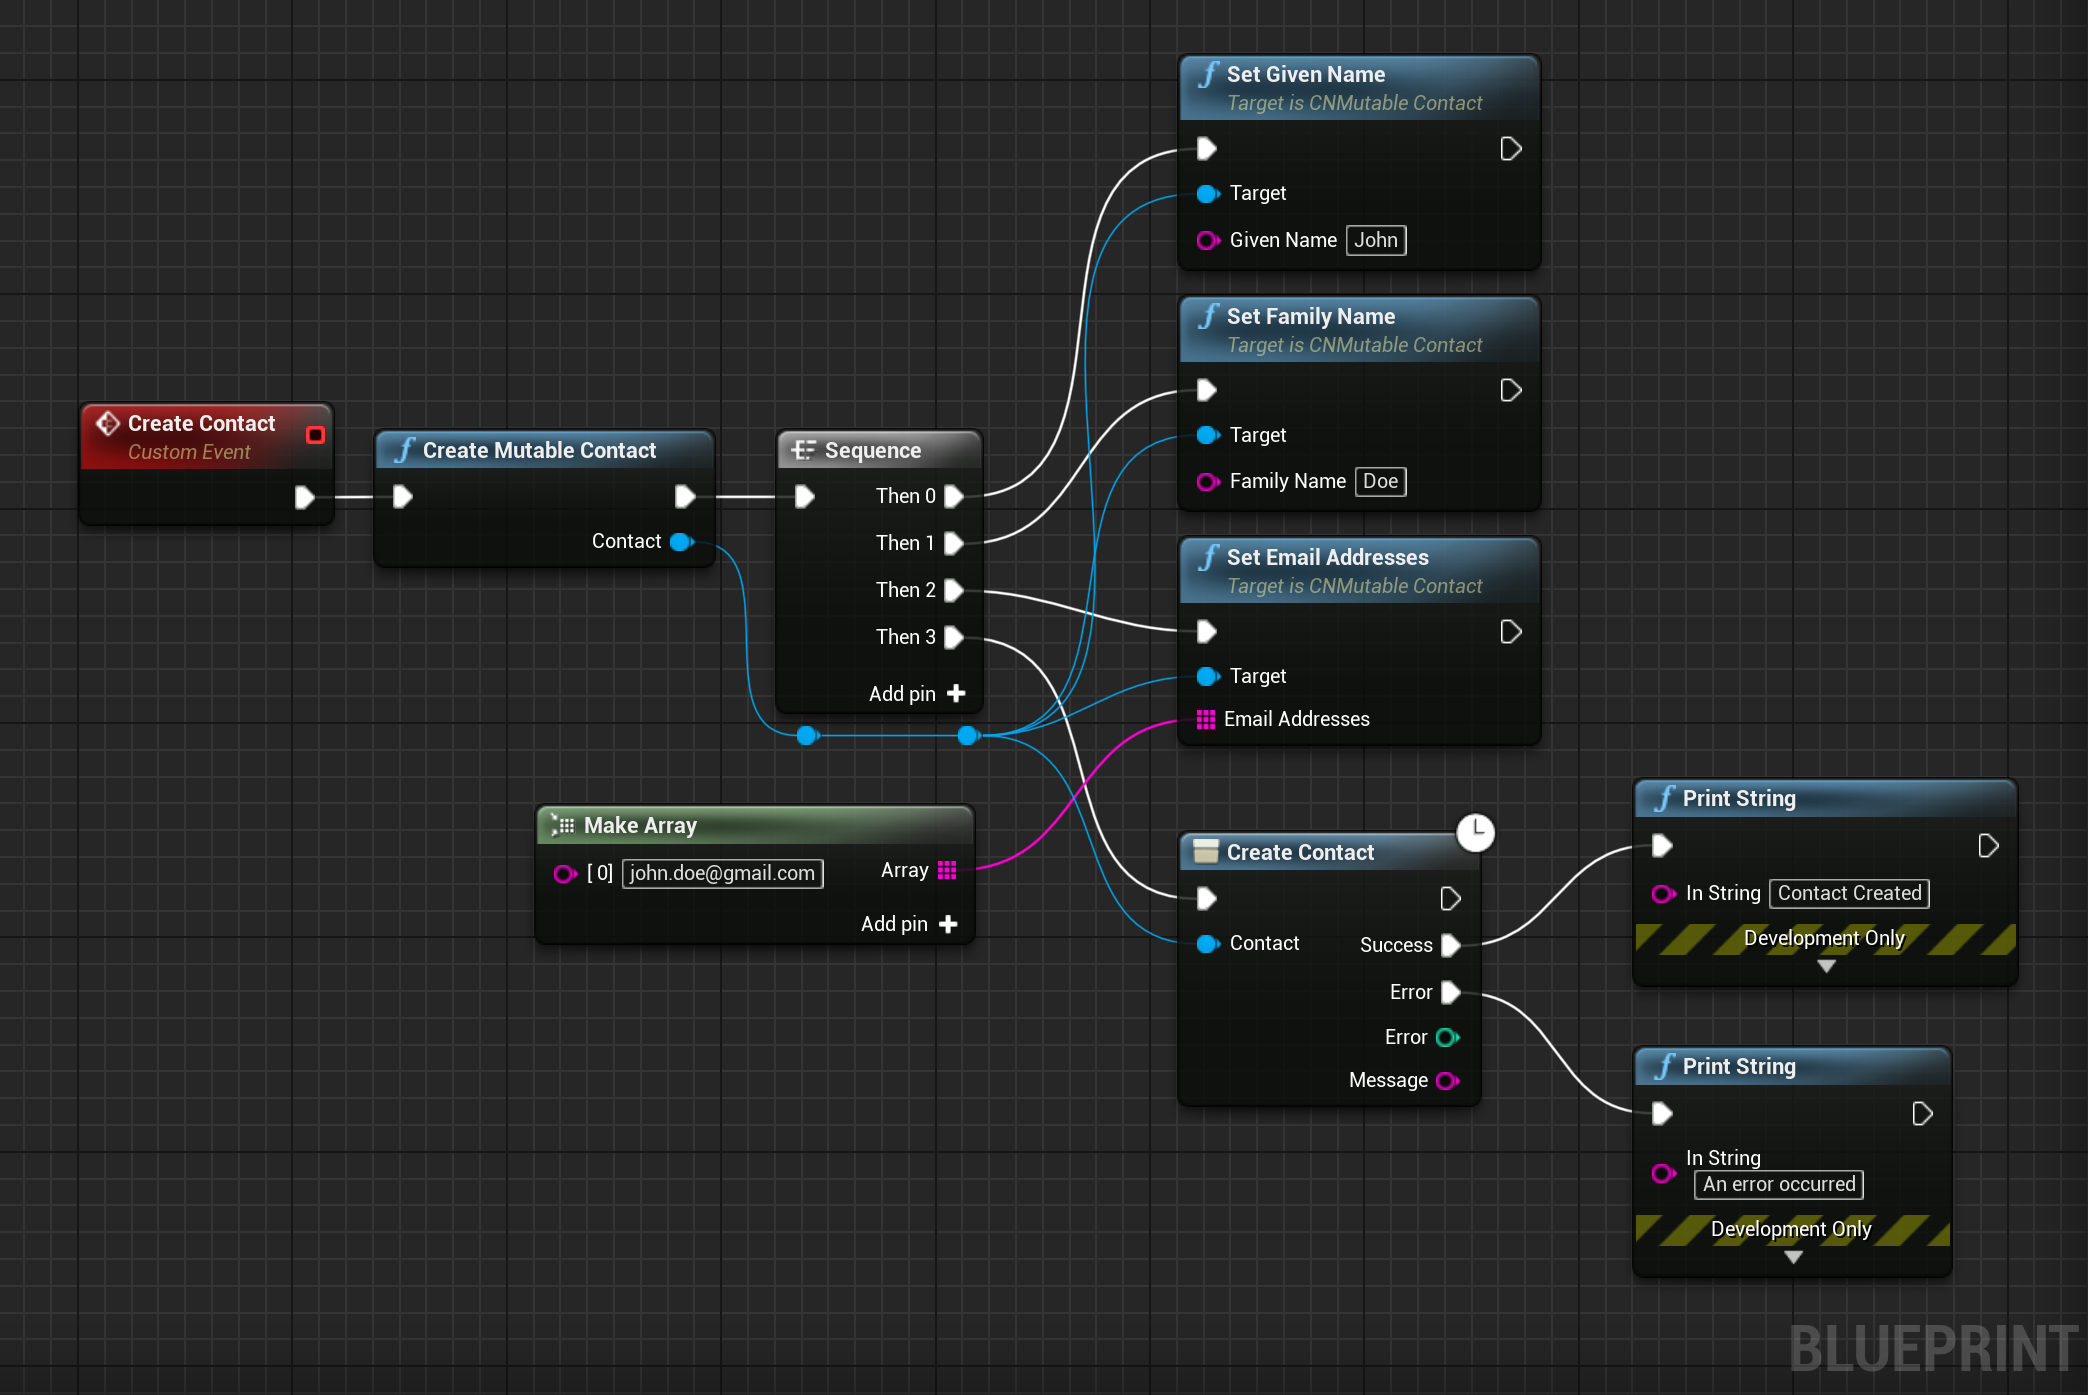 Create Contact
Custom Event
Create Mutable Contact
Contact
Sequence
Then 0
Then 1
Then 2
Then 3
Add pin
Make Array
[ 0] john.doe@gmail.com
Array
Add pin
Set Given Name
Target is CNMutable Contact
Target
Given Name John
Set Family Name
Target is CNMutable Contact
Target
Family Name Doe
Set Email Addresses
Target is CNMutable Contact
Target
Email Addresses
Create Contact
Contact Success
Error
Error
Message
Print String
In String Contact Created
Development Only
Print String
In String
An error occurred
Development Only
BLUEPRINT